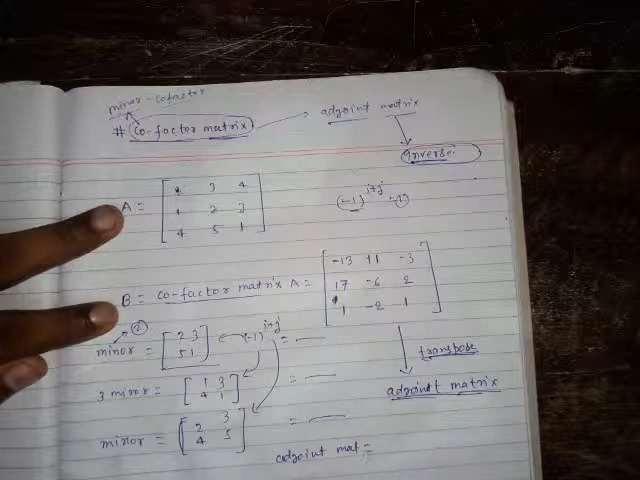 minor - cofactor
# Co-factor matrix adjoint matrix
inverse.
A = 3 4
1 2 3
4 5 1
(-1)^{i+j} -13
B = co-factor matrix A = -13 11 -3
17 -6 2
1 -2 1
minor = 2 3 (-1)^{i+j} =
5 1
②
3 minor = 1 3 =
4 1
minor = 3 =
2
4 5
transpose
adjoint matrix
adjoint mat =